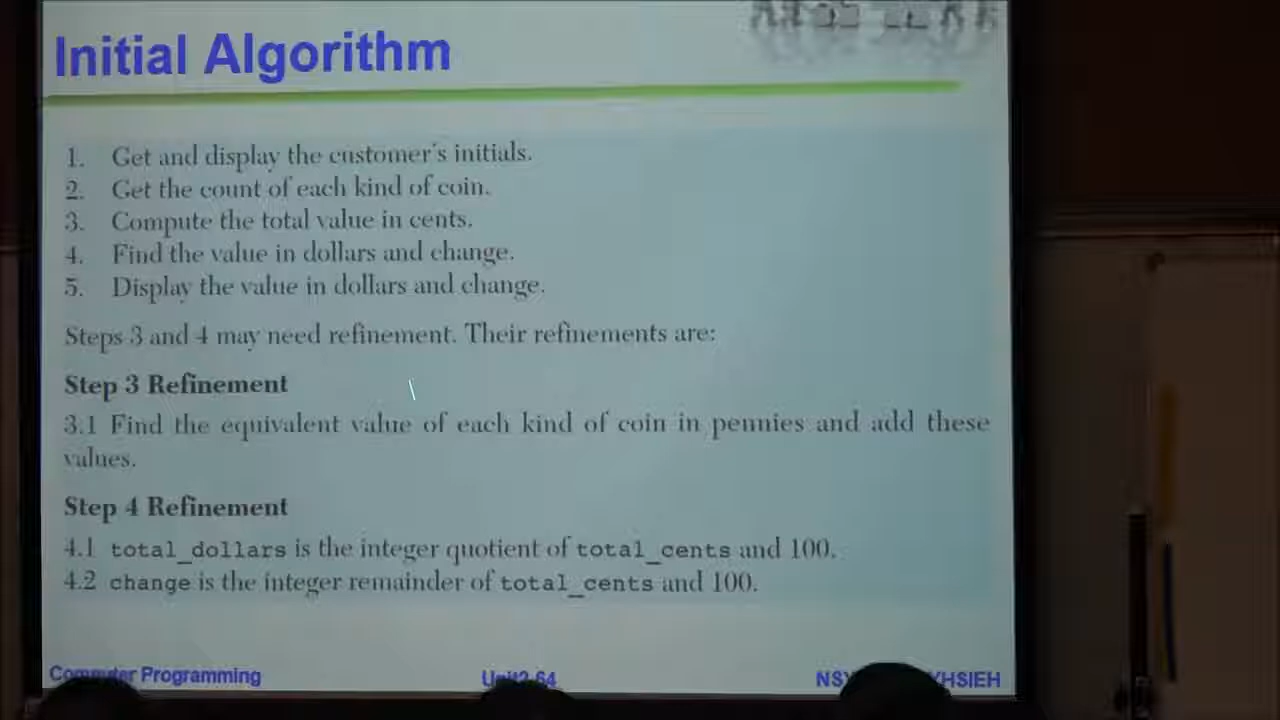 Initial Algorithm
1. Get and display the customer's initials.
2. Get the count of each kind of coin.
3. Compute the total value in cents.
4. Find the value in dollars and change.
5. Display the value in dollars and change.
Steps 3 and 4 may need refinement. Their refinements are:
Step 3 Refinement
3.1 Find the equivalent value of each kind of coin in pennies and add these
values.
Step 4 Refinement
4.1 total_dollars is the integer quotient of total_cents and 100.
4.2 change is the integer remainder of total_cents and 100.
Computer Programming
Unit2-64